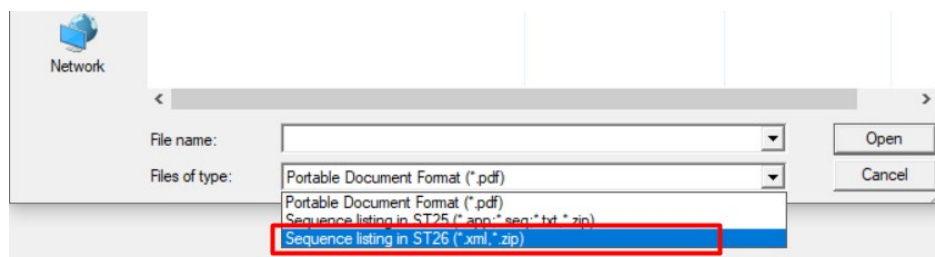 Network
File name:
Open
Files of type:
Portable Document Format (*.pdf)
Cancel
Portable Document Format (*.pdf)
Sequence listing in ST25 (*.app;*.seq;*.txt,*.zip)
Sequence listing in ST26 (*.xml,*.zip)